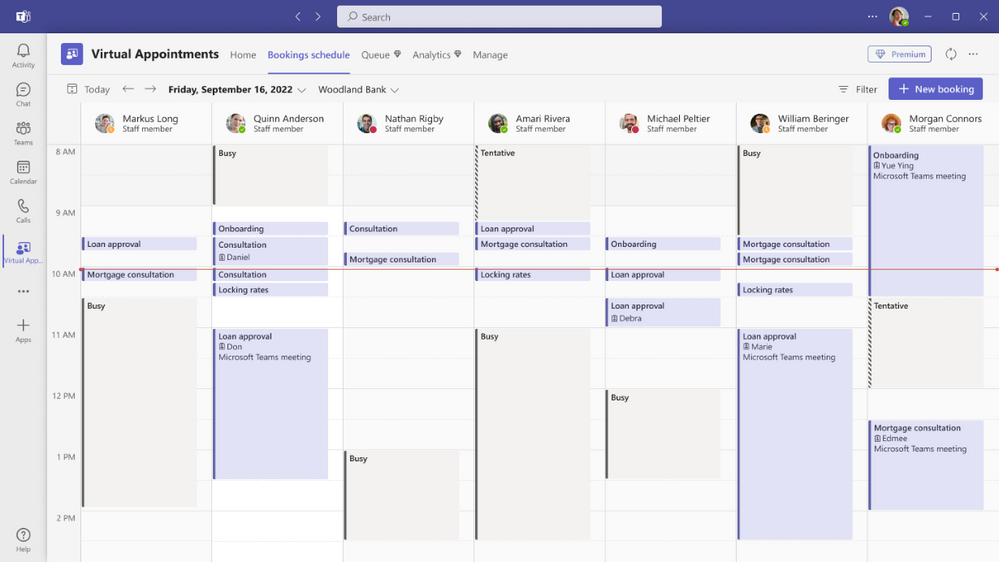 Search
Virtual Appointments
Home
Bookings schedule
Queue
Analytics
Manage
Premium
Today
Friday, September 16, 2022
Woodland Bank
Filter
+ New booking
Activity
Chat
Teams
Calendar
Calls
Virtual App...
Apps
Help
Markus Long
Staff member
Quinn Anderson
Staff member
Nathan Rigby
Staff member
Amari Rivera
Staff member
Michael Peltier
Staff member
William Beringer
Staff member
Morgan Connors
Staff member
8 AM
9 AM
10 AM
11 AM
12 PM
1 PM
2 PM
Loan approval
Mortgage consultation
Busy
Busy
Onboarding
Consultation
Daniel
Consultation
Locking rates
Loan approval
Don
Microsoft Teams meeting
Consultation
Mortgage consultation
Busy
Tentative
Loan approval
Mortgage consultation
Locking rates
Busy
Onboarding
Loan approval
Loan approval
Debra
Busy
Busy
Mortgage consultation
Mortgage consultation
Locking rates
Loan approval
Marie
Microsoft Teams meeting
Onboarding
Yue Ying
Microsoft Teams meeting
Tentative
Mortgage consultation
Edmee
Microsoft Teams meeting